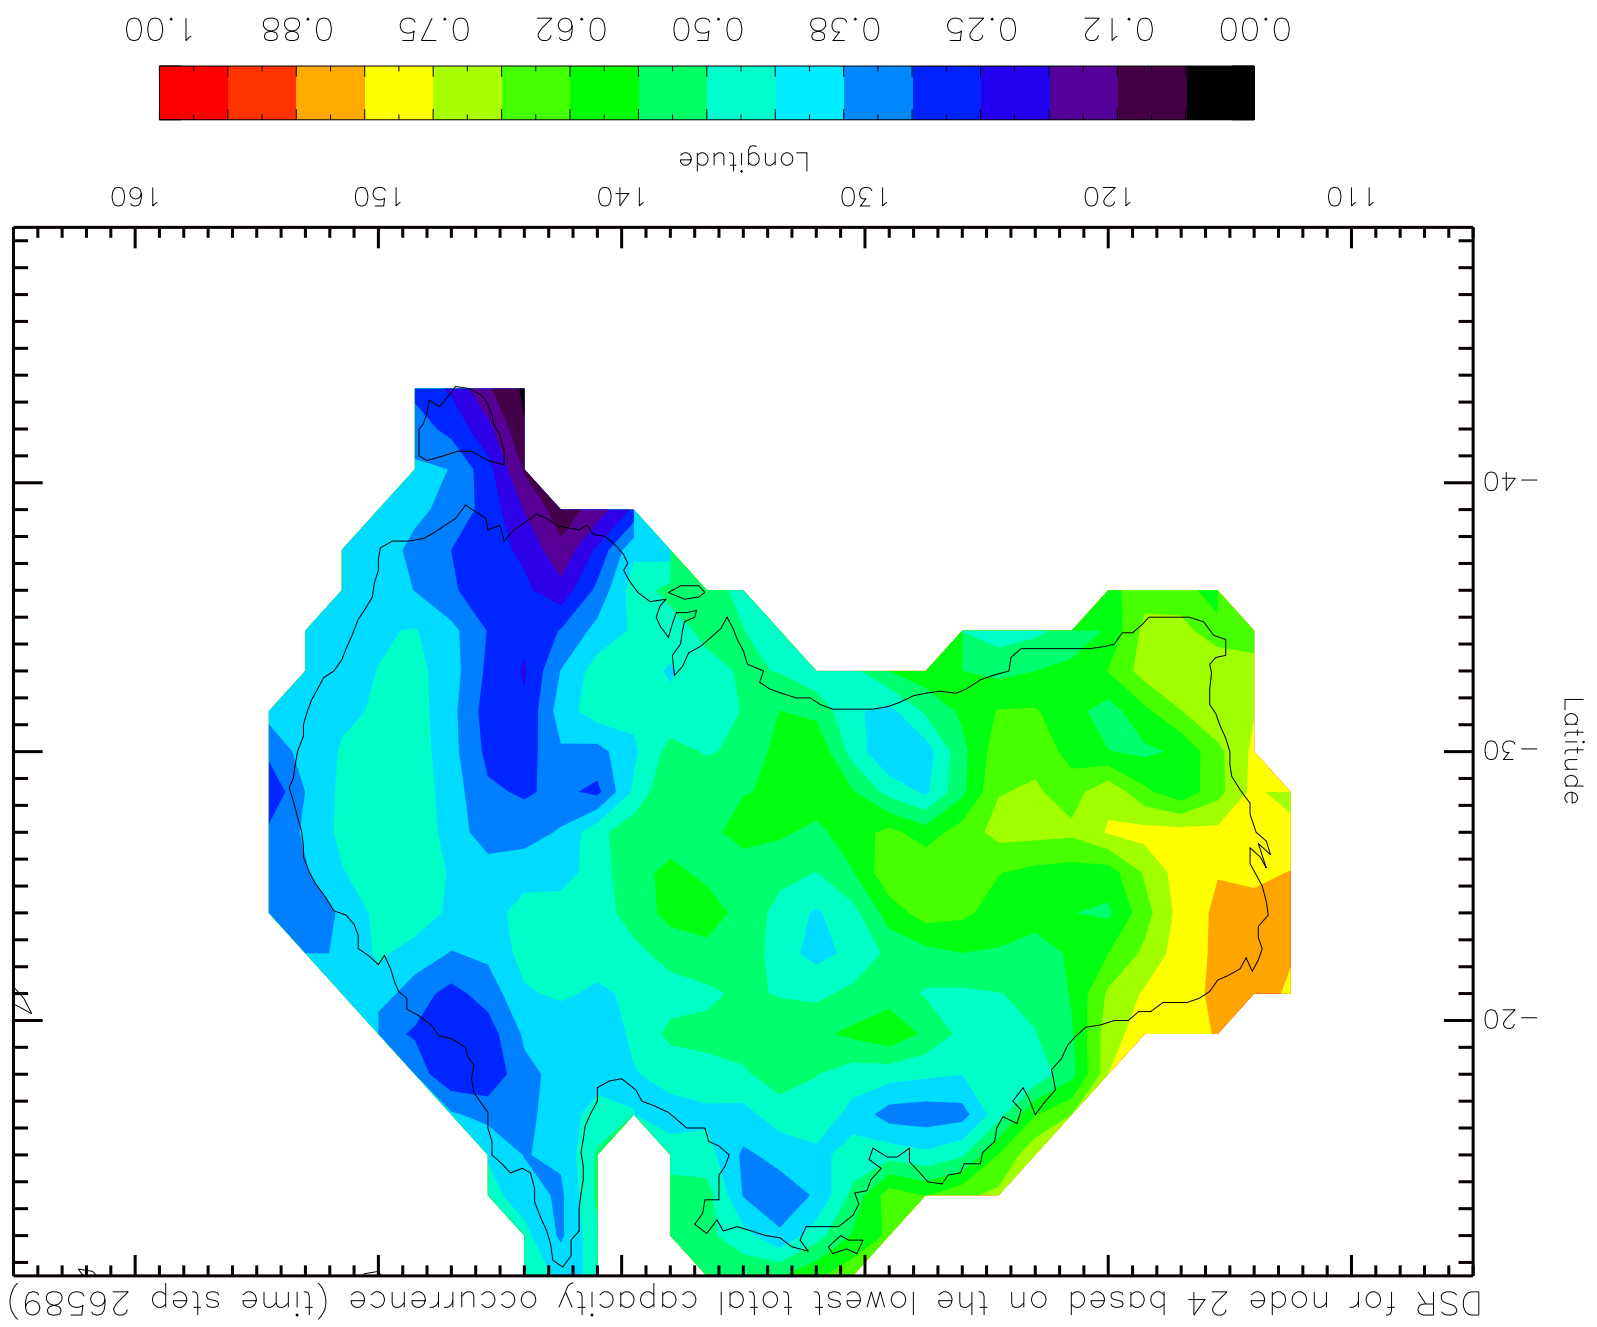 DSR for node 24 based on the lowest total capacity occurrence (time step 26589)
Latitude
-20
-30
-40
110 120 130 140 150 160
Longitude
0.00 0.12 0.25 0.38 0.50 0.62 0.75 0.88 1.00